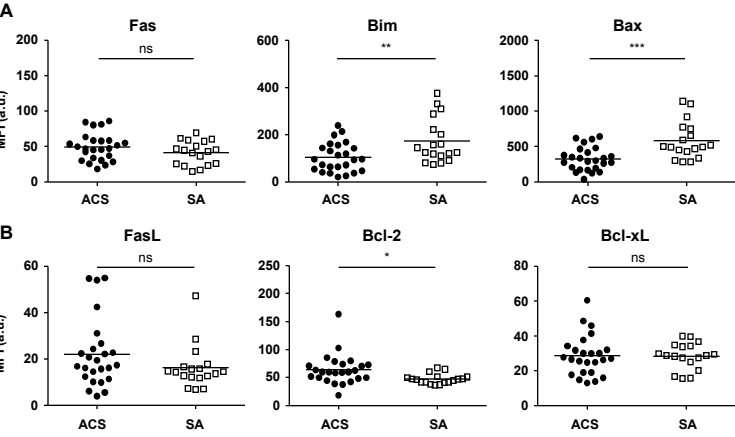 A
Fas
Bim
Bax
ns
**
***
MFI (a.u.)
200
150
100
50
0
600
400
200
0
2000
1500
1000
500
0
ACS
SA
ACS
SA
ACS
SA
B
FasL
Bcl-2
Bcl-xL
ns
*
ns
MFI (a.u.)
60
40
20
0
250
200
150
100
50
0
80
60
40
20
0
ACS
SA
ACS
SA
ACS
SA